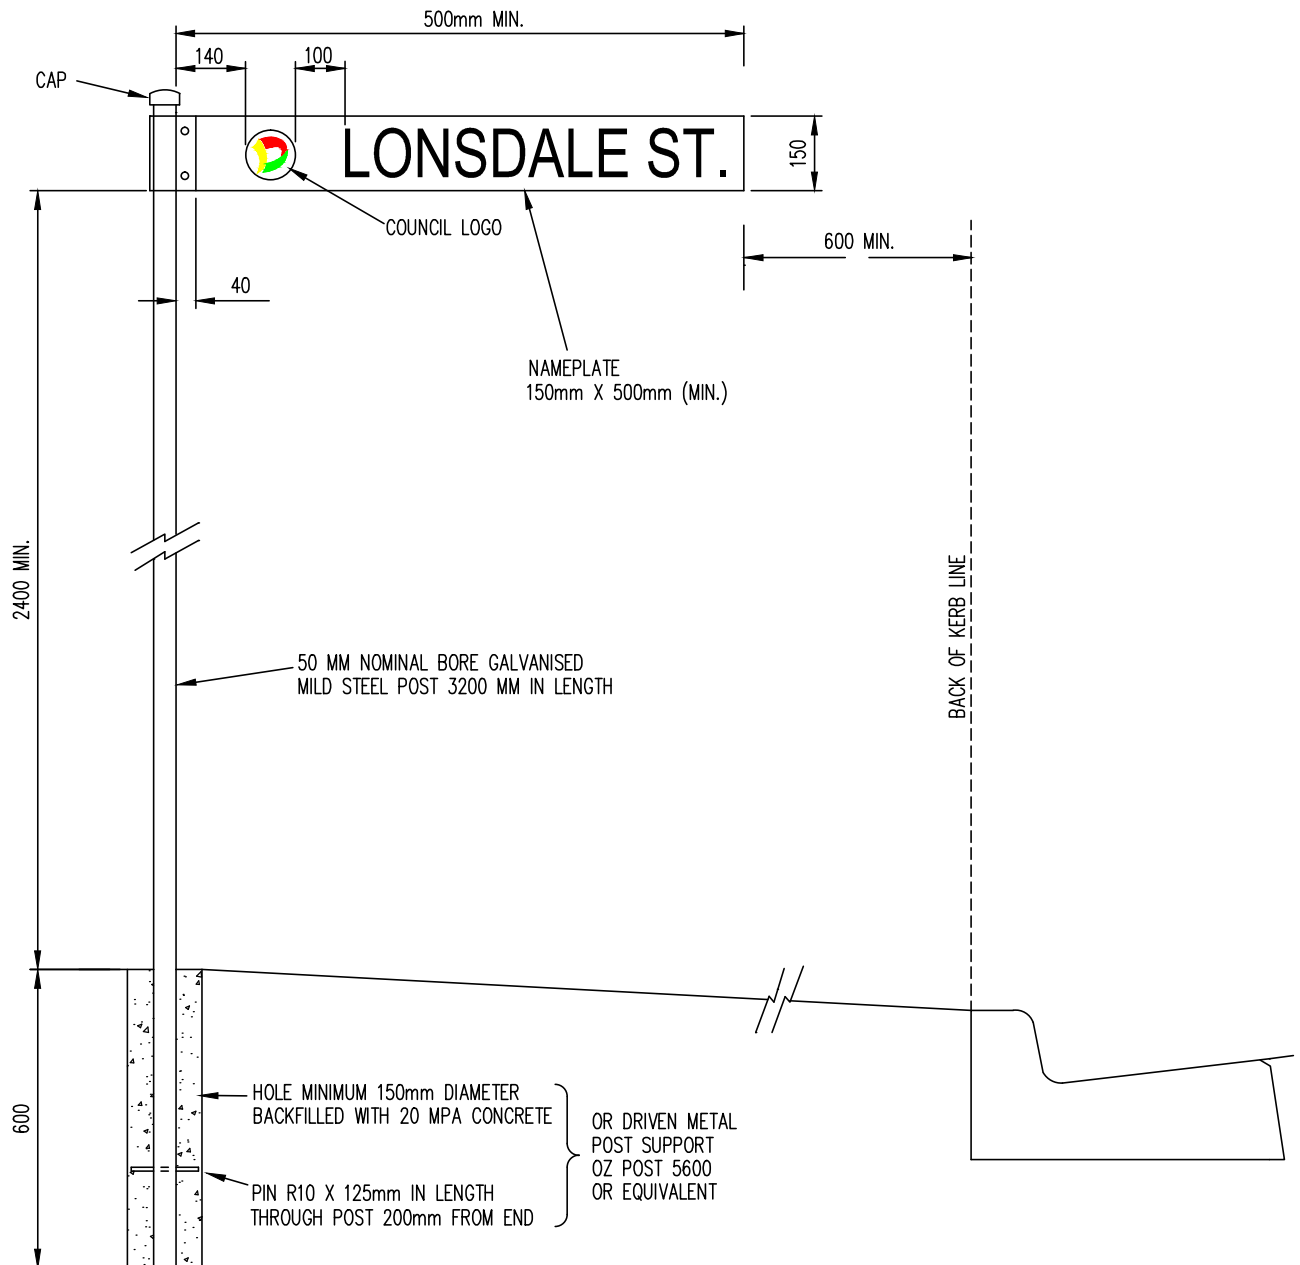 500mm MIN.
140
100
CAP
LONSDALE ST.
150
COUNCIL LOGO
600 MIN.
40
NAMEPLATE
150mm X 500mm (MIN.)
2400 MIN.
BACK OF KERB LINE
50 MM NOMINAL BORE GALVANISED
MILD STEEL POST 3200 MM IN LENGTH
600
HOLE MINIMUM 150mm DIAMETER
BACKFILLED WITH 20 MPA CONCRETE
OR DRIVEN METAL
POST SUPPORT
OZ POST 5600
OR EQUIVALENT
PIN R10 X 125mm IN LENGTH
THROUGH POST 200mm FROM END